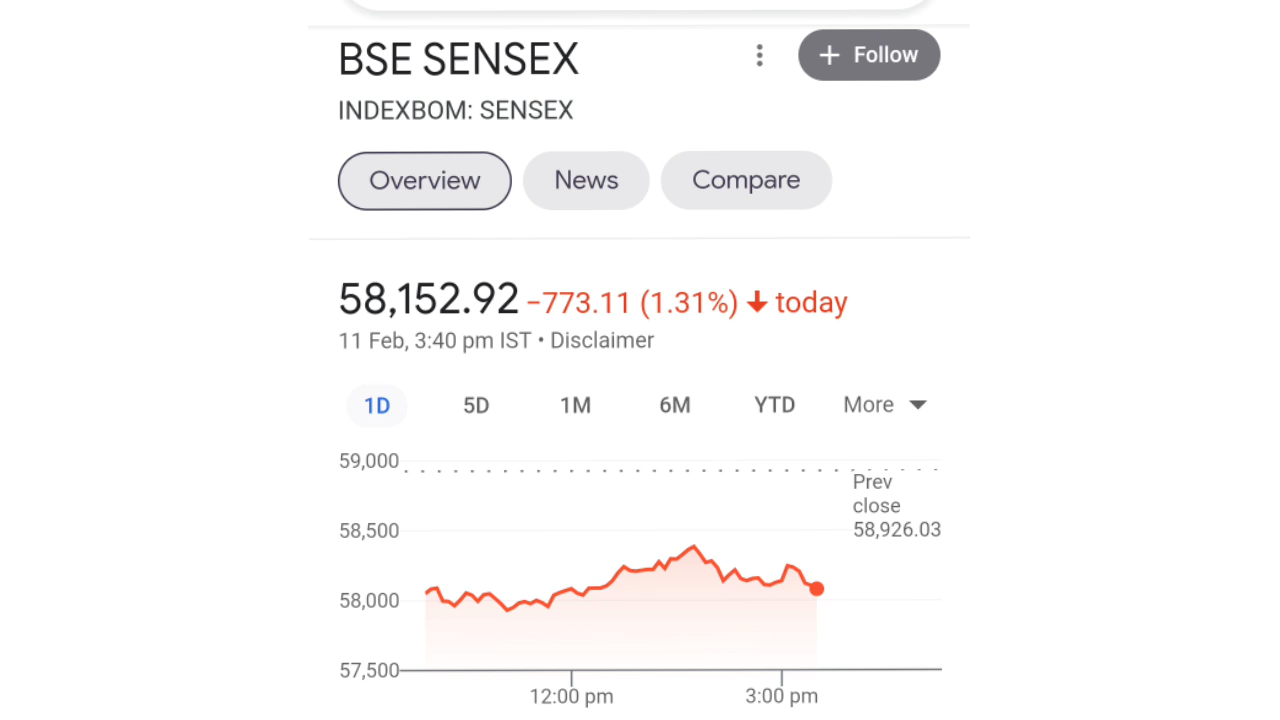 BSE SENSEX
+ Follow
INDEXBOM: SENSEX
Overview
News
Compare
58,152.92 −773.11 (1.31%) ↓ today
11 Feb, 3:40 pm IST • Disclaimer
1D 5D 1M 6M YTD More
59,000
Prev
close
58,926.03
58,500
58,000
57,500
12:00 pm 3:00 pm